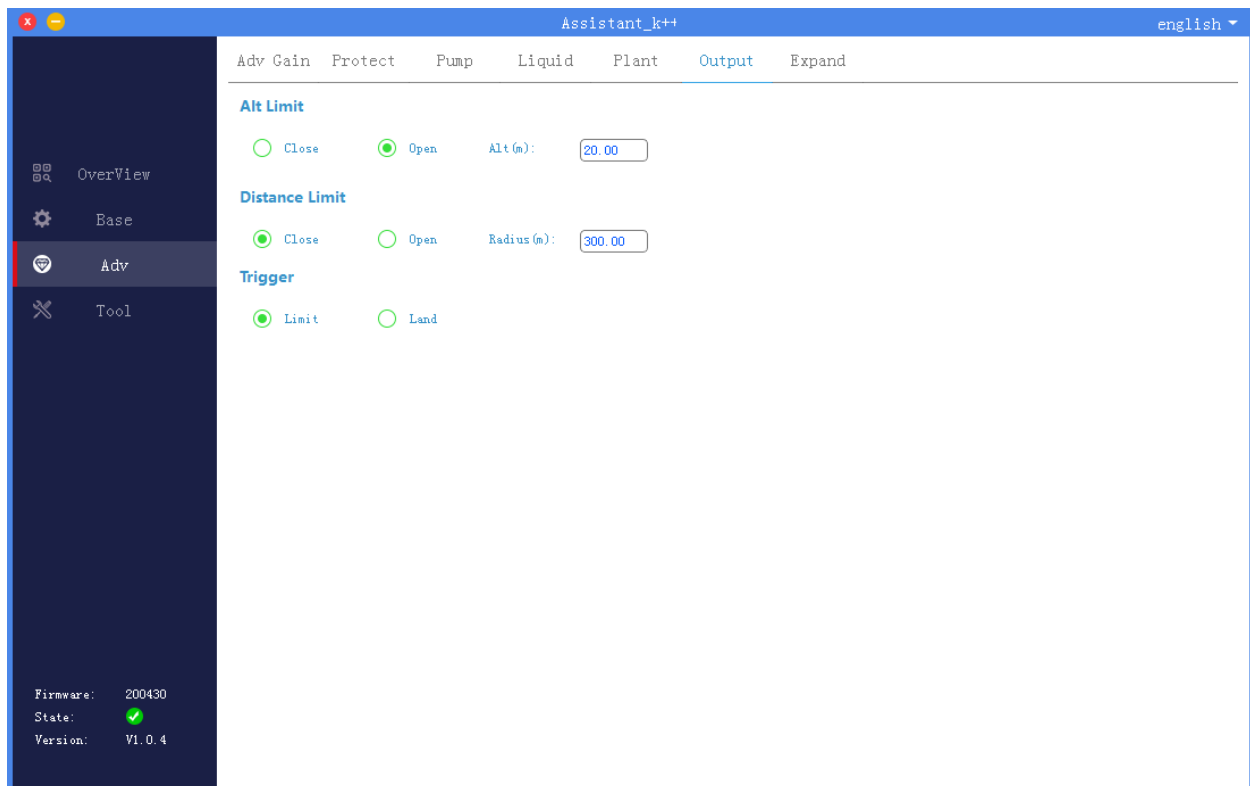 Assistant_k++
english
Adv Gain Protect Pump Liquid Plant Output Expand
Alt Limit
Close Open Alt(m): 20.00
Distance Limit
Close Open Radius(m): 300.00
Trigger
Limit Land
OverView
Base
Adv
Tool
Firmware: 200430
State:
Version: V1.0.4